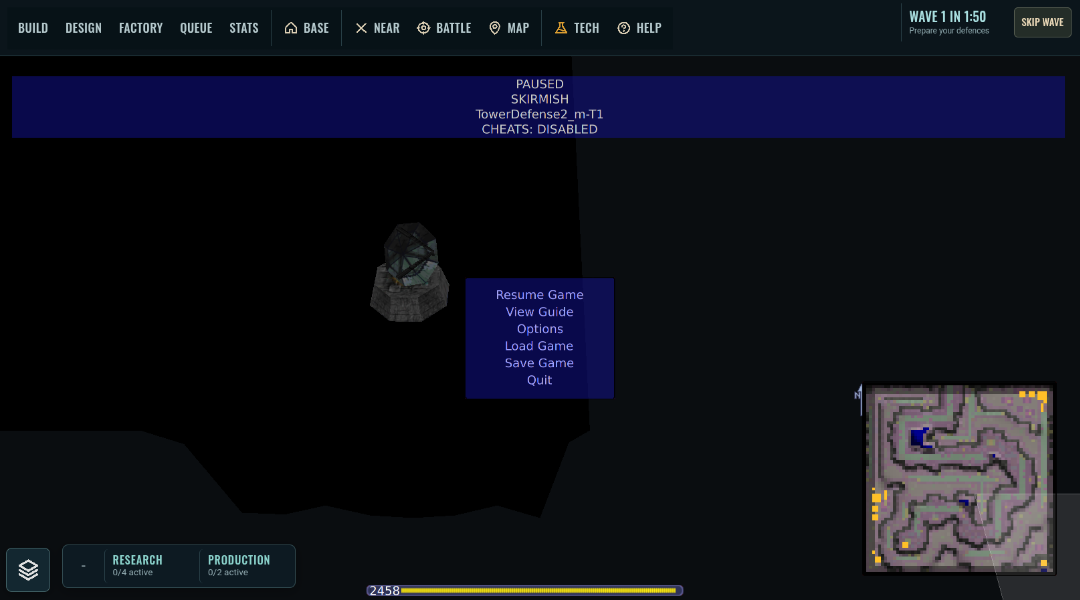 BUILD DESIGN FACTORY QUEUE STATS BASE NEAR BATTLE MAP TECH HELP
WAVE 1 IN 1:50
Prepare your defences
SKIP WAVE
PAUSED
SKIRMISH
TowerDefense2_m-T1
CHEATS: DISABLED
Resume Game
View Guide
Options
Load Game
Save Game
Quit
N
-
RESEARCH
0/4 active
PRODUCTION
0/2 active
2458